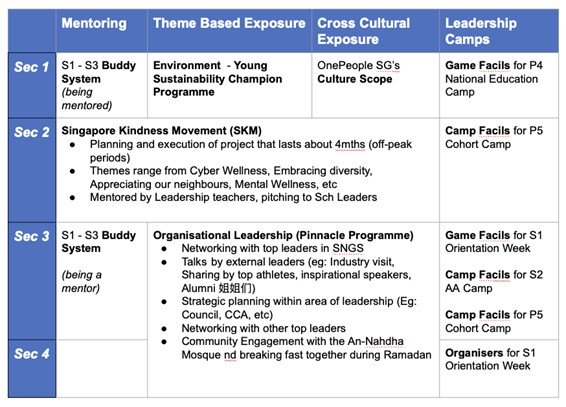 Mentoring
Theme Based Exposure
Cross Cultural
Exposure
Leadership
Camps
Sec 1
S1 - S3 Buddy
System
(being
mentored)
Environment - Young
Sustainability Champion
Programme
OnePeople SG's
Culture Scope
Game Facils for P4
National Education
Camp
Sec 2
Singapore Kindness Movement (SKM)
● Planning and execution of project that lasts about 4mths (off-peak
periods)
● Themes range from Cyber Wellness, Embracing diversity,
Appreciating our neighbours, Mental Wellness, etc
● Mentored by Leadership teachers, pitching to Sch Leaders
Camp Facils for P5
Cohort Camp
Sec 3
S1 - S3 Buddy
System
(being a
mentor)
Organisational Leadership (Pinnacle Programme)
● Networking with top leaders in SNGS
● Talks by external leaders (eg: Industry visit,
Sharing by top athletes, inspirational speakers,
Alumni 姐姐们)
● Strategic planning within area of leadership (Eg:
Council, CCA, etc)
● Networking with other top leaders
● Community Engagement with the An-Nahdha
Mosque nd breaking fast together during Ramadan
Game Facils for S1
Orientation Week
Camp Facils for S2
AA Camp
Camp Facils for P5
Cohort Camp
Sec 4
Organisers for S1
Orientation Week